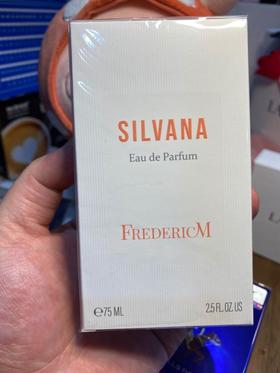 SILVANA
Eau de Parfum
FREDERICM
℮75 ML 2.5 FL.OZ.US